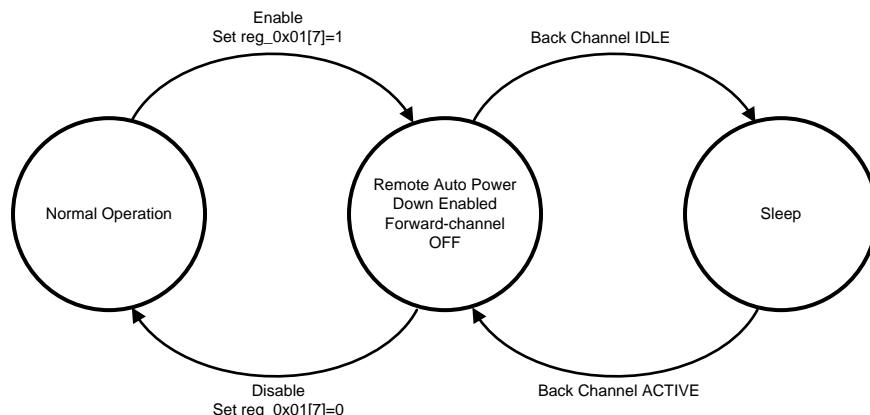 Enable
Set reg_0x01[7]=1
Back Channel IDLE
Normal Operation
Remote Auto Power
Down Enabled
Forward-channel
OFF
Sleep
Disable
Set reg_0x01[7]=0
Back Channel ACTIVE